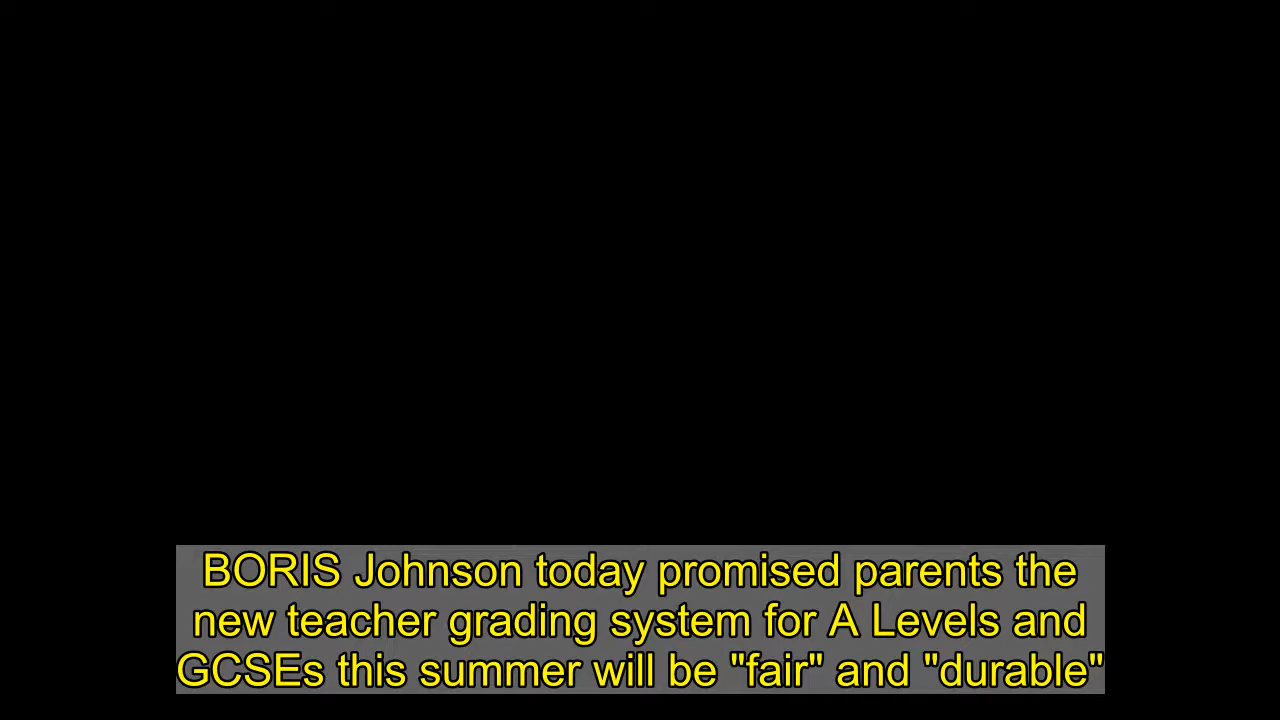 BORIS Johnson today promised parents the
new teacher grading system for A Levels and
GCSEs this summer will be "fair" and "durable"